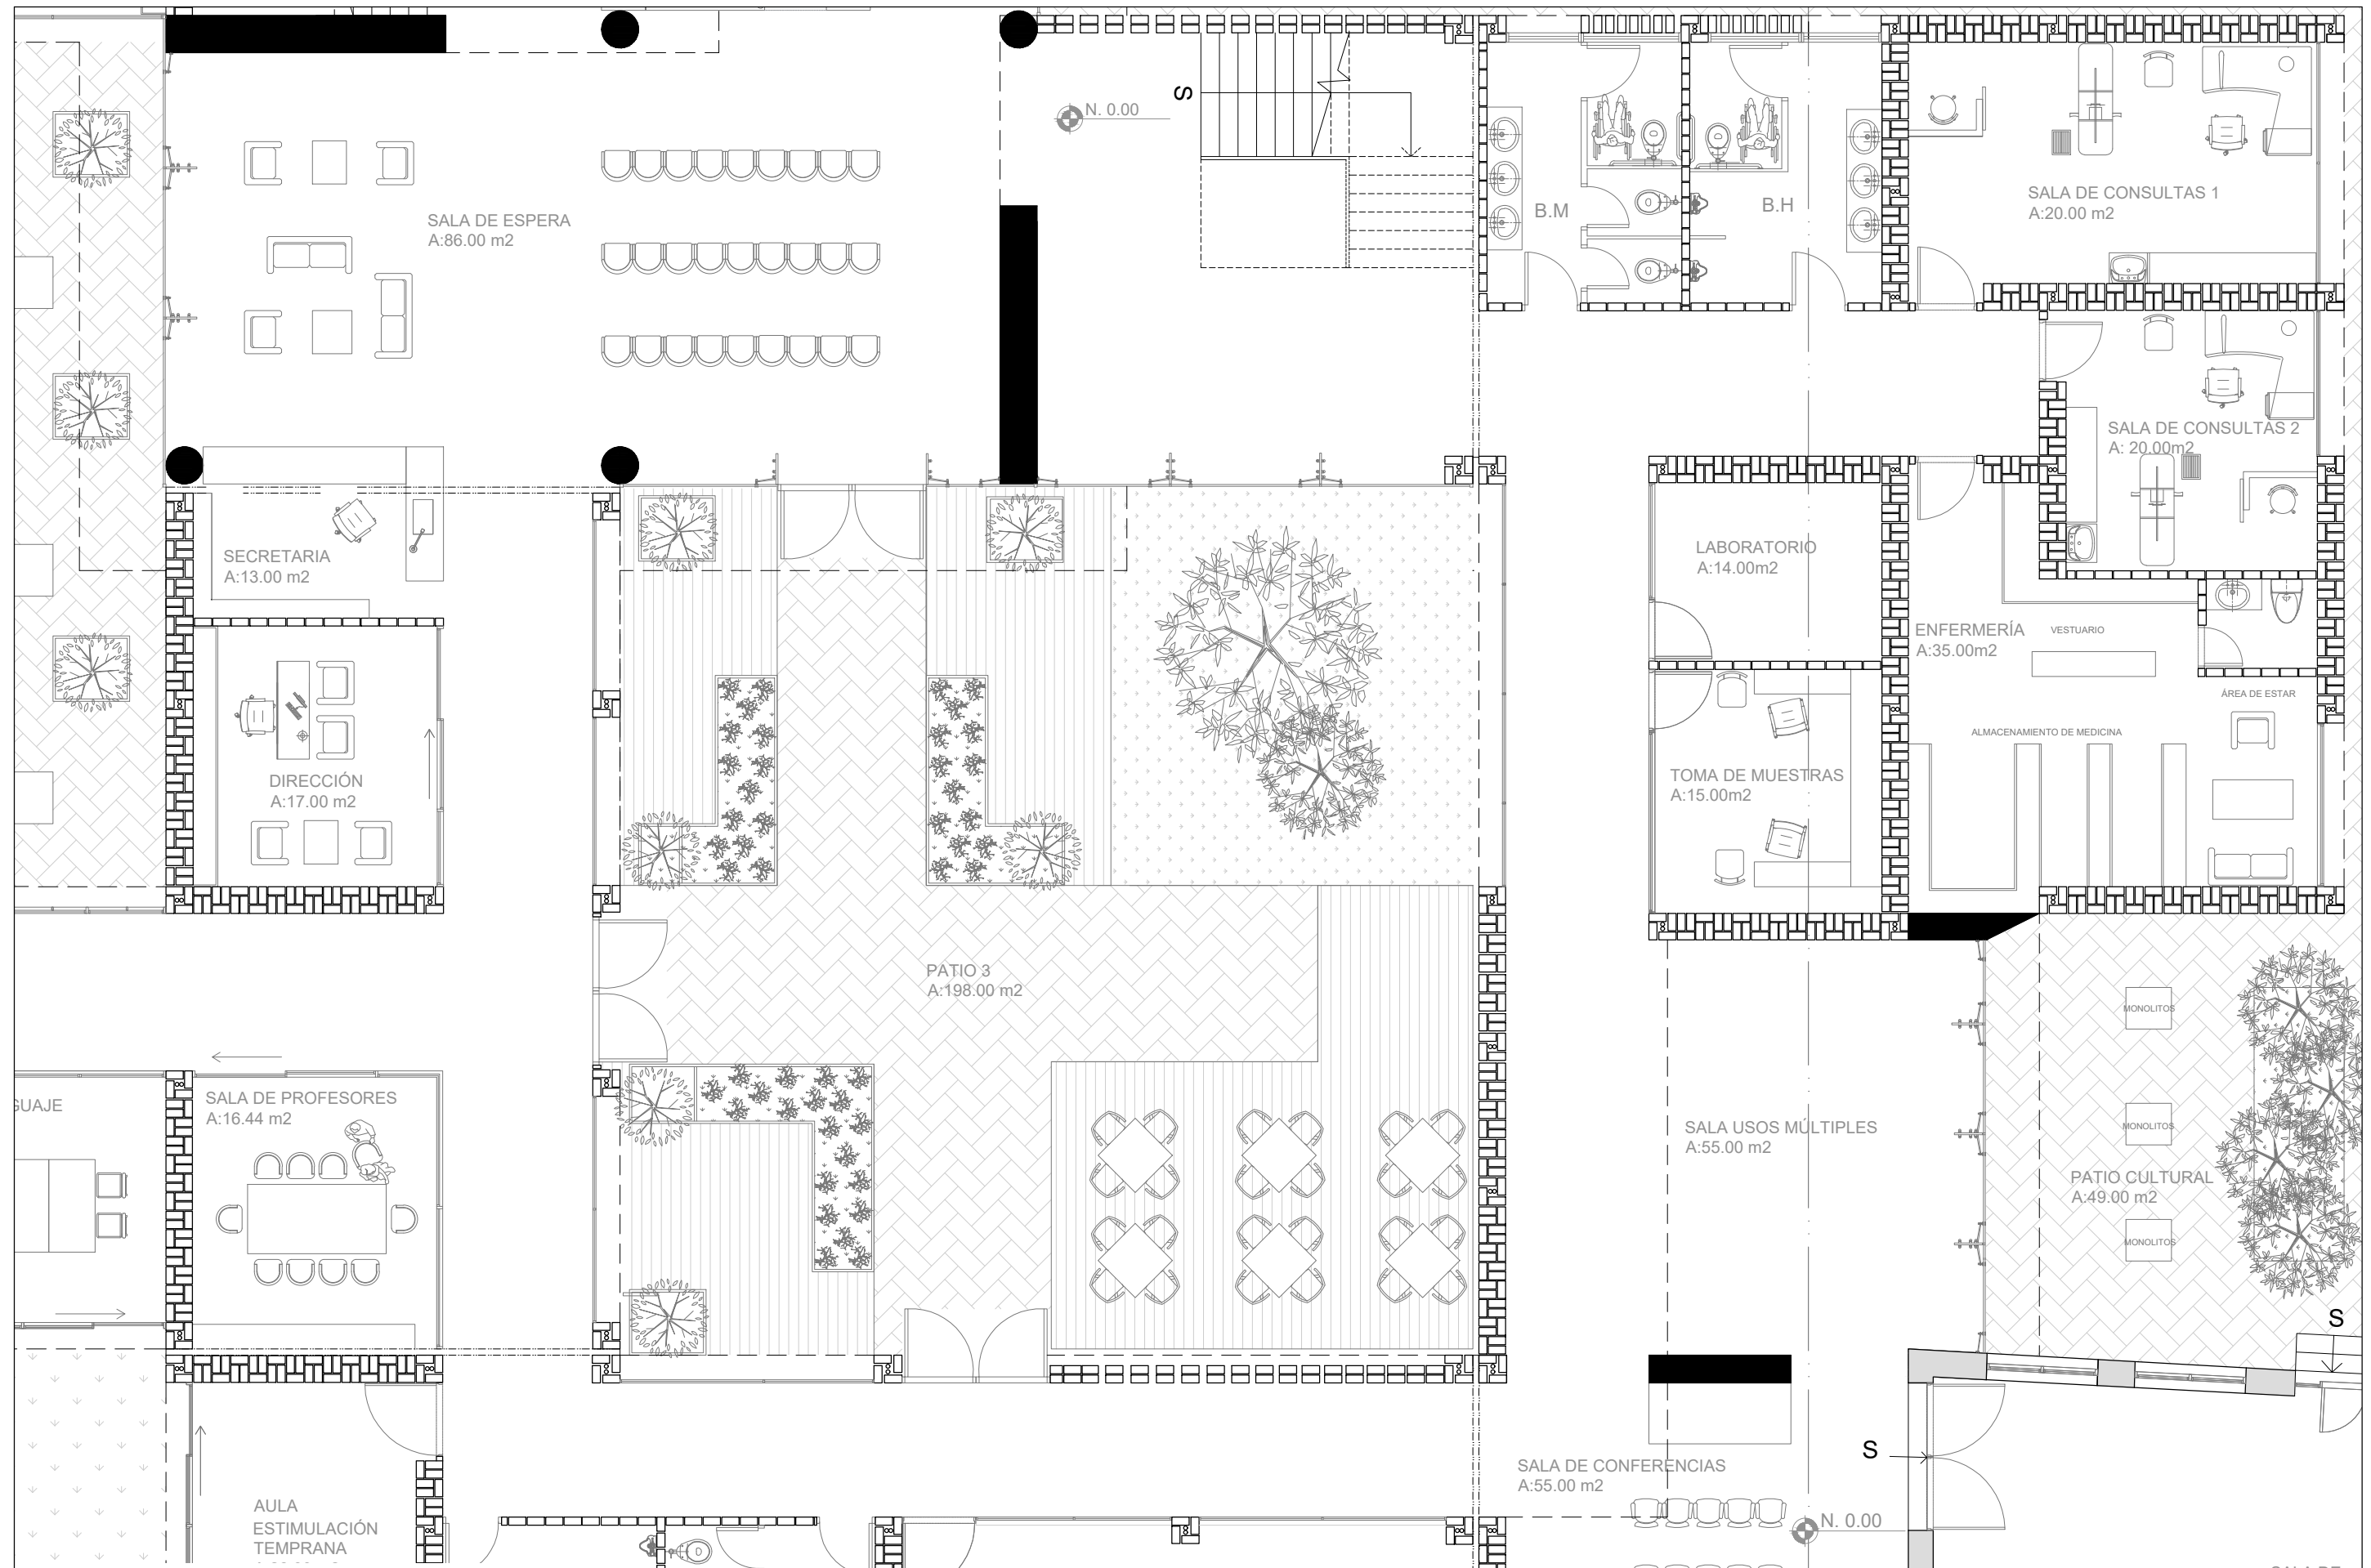 S
N. 0.00
SALA DE ESPERA
A:86.00 m2
B.M
B.H
SALA DE CONSULTAS 1
A:20.00 m2
SALA DE CONSULTAS 2
A: 20.00m2
SECRETARIA
A:13.00 m2
LABORATORIO
A:14.00m2
ENFERMERÍA
A:35.00m2
VESTUARIO
ÁREA DE ESTAR
ALMACENAMIENTO DE MEDICINA
DIRECCIÓN
A:17.00 m2
TOMA DE MUESTRAS
A:15.00m2
PATIO 3
A:198.00 m2
MONOLITOS
GUAJE
SALA DE PROFESORES
A:16.44 m2
SALA USOS MÚLTIPLES
A:55.00 m2
MONOLITOS
PATIO CULTURAL
A:49.00 m2
MONOLITOS
S
S
SALA DE CONFERENCIAS
A:55.00 m2
N. 0.00
AULA
ESTIMULACIÓN
TEMPRANA